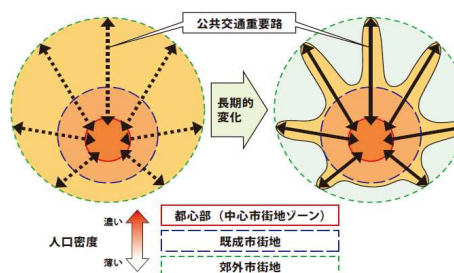 公共交通重要路
長期的
変化
濃い
人口密度
薄い
都心部（中心市街地ゾーン）
既成市街地
郊外市街地